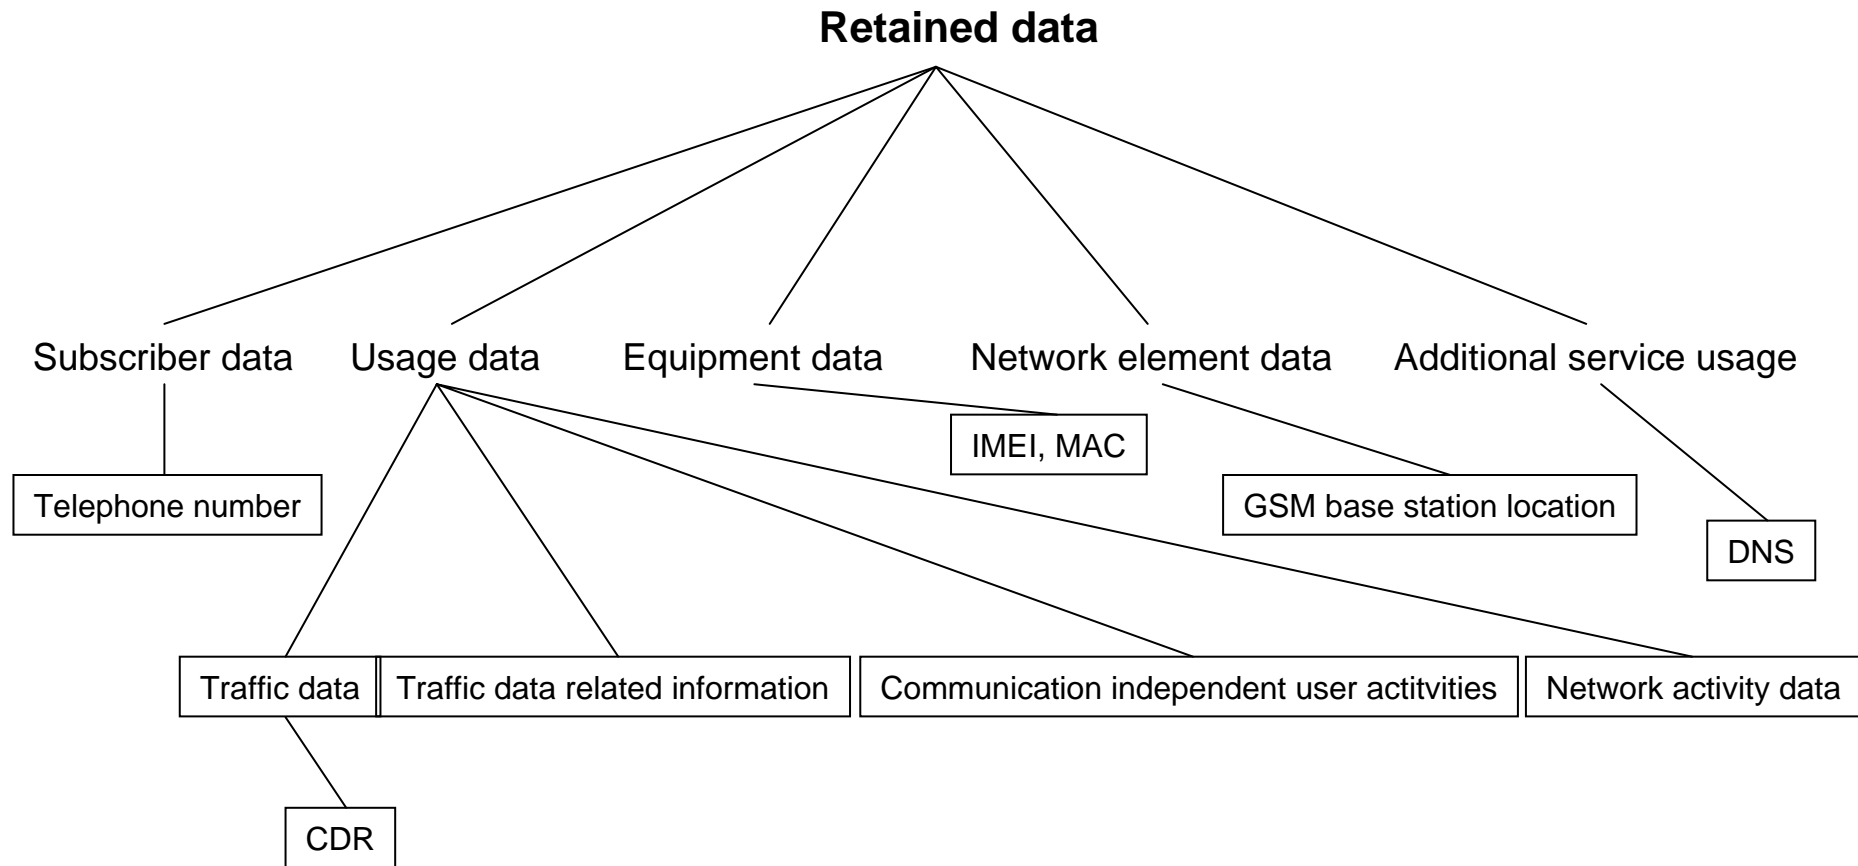 Retained data
Subscriber data
Usage data
Equipment data
Network element data
Additional service usage
IMEI, MAC
Telephone number
GSM base station location
DNS
Traffic data
Traffic data related information
Communication independent user actitvities
Network activity data
CDR